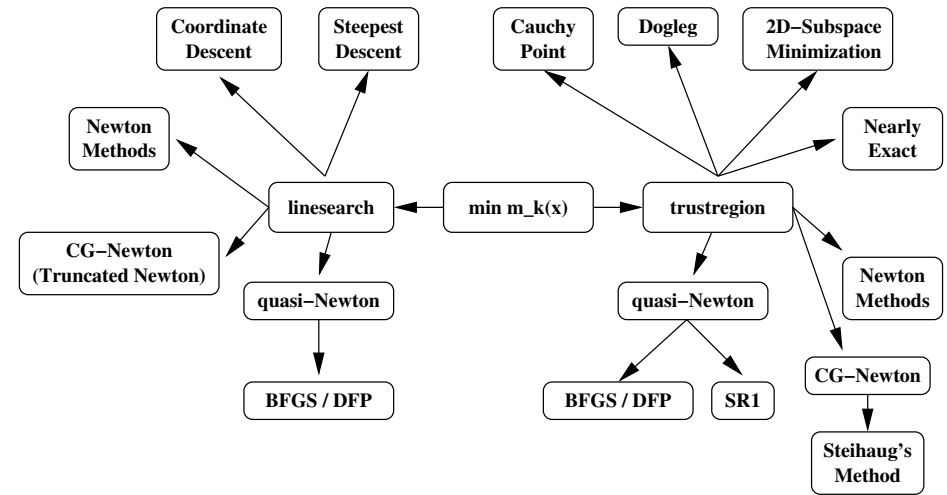 Coordinate
Descent
Steepest
Descent
Cauchy
Point
Dogleg
2D−Subspace
Minimization
Newton
Methods
Nearly
Exact
linesearch
min m_k(x)
trustregion
CG−Newton
(Truncated Newton)
quasi−Newton
quasi−Newton
Newton
Methods
BFGS / DFP
BFGS / DFP
SR1
CG−Newton
Steihaug's
Method